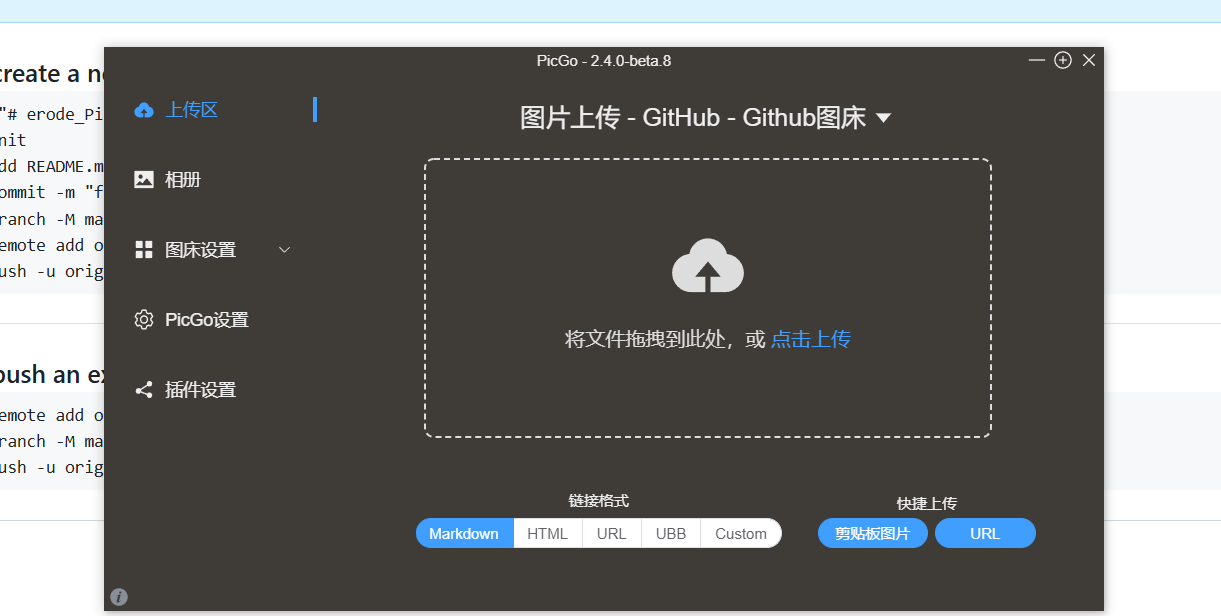 PicGo - 2.4.0-beta.8
create a n
"# erode_Pi
nit
dd README.m
ommit -m "f
ranch -M ma
emote add o
ush -u orig
push an ex
emote add o
ranch -M ma
ush -u orig
上传区
相册
图床设置
PicGo设置
插件设置
图片上传 - GitHub - Github图床
将文件拖拽到此处，或 点击上传
链接格式
Markdown HTML URL UBB Custom
快捷上传
剪贴板图片 URL